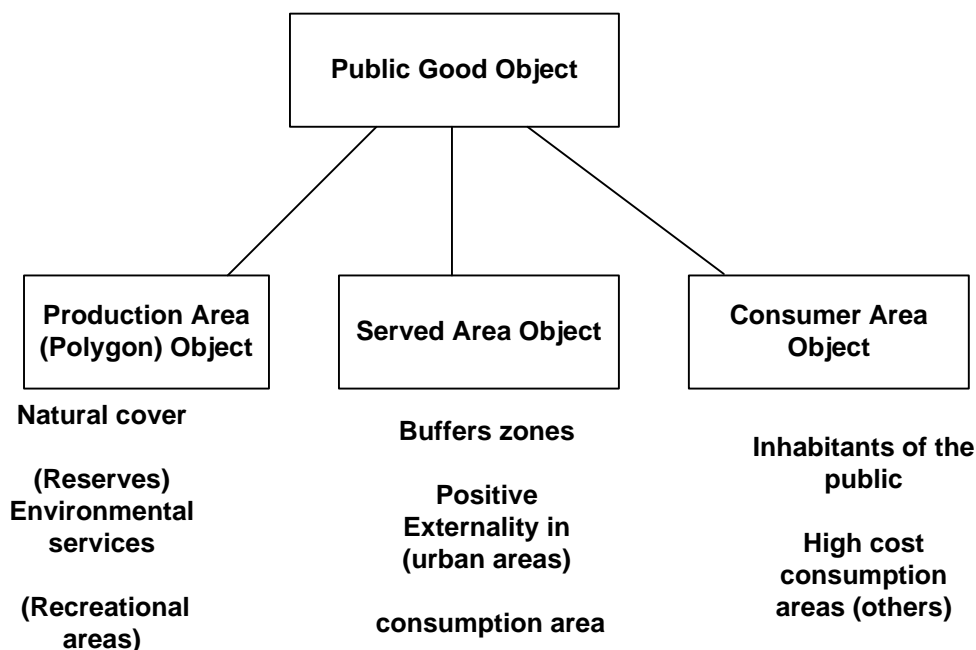 Public Good Object
Production Area
(Polygon) Object
Natural cover
(Reserves)
Environmental
services
(Recreational
areas)
Served Area Object
Buffers zones
Positive
Externality in
(urban areas)
consumption area
Consumer Area
Object
Inhabitants of the
public
High cost
consumption
areas (others)